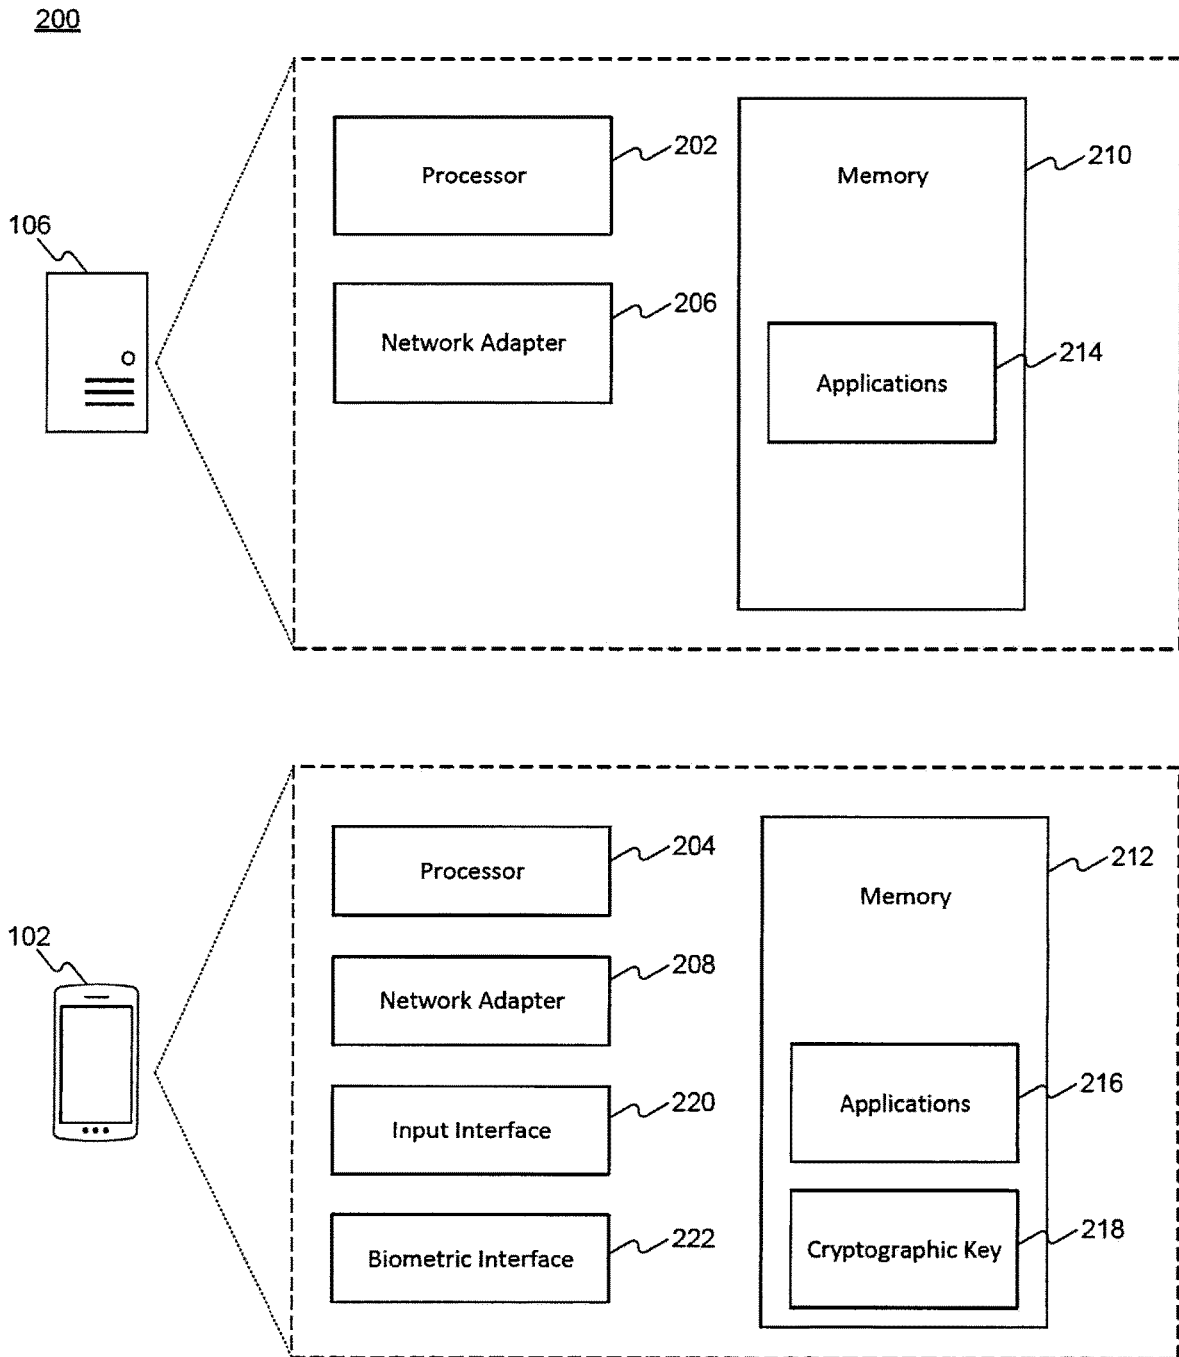 200
106
Processor
202
Network Adapter
206
Memory
210
Applications
214
102
Processor
204
Network Adapter
208
Input Interface
220
Biometric Interface
222
Memory
212
Applications
216
Cryptographic Key
218